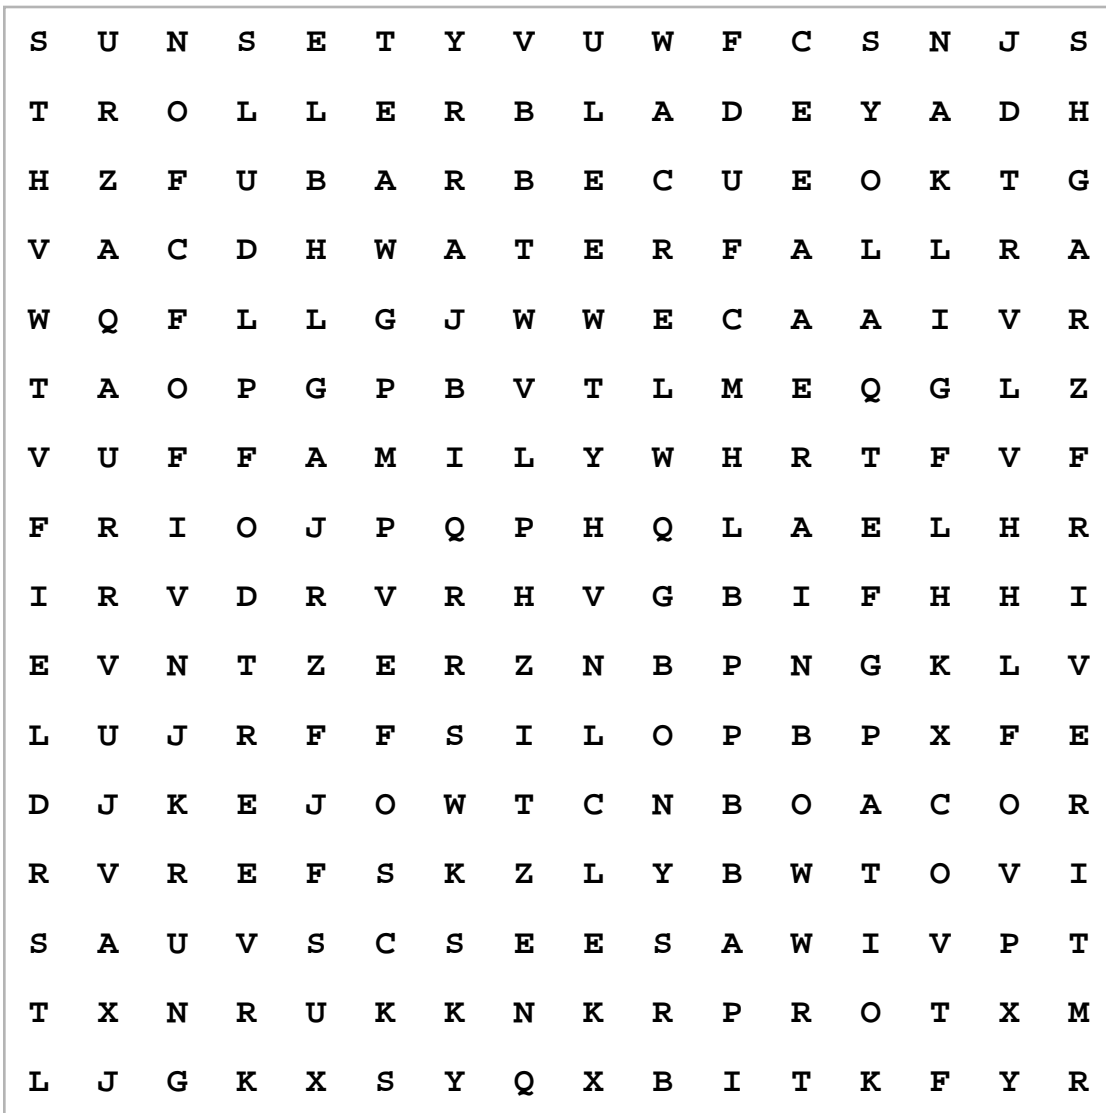 S U N S E T Y V U W F C S N J S
T R O L L E R B L A D E Y A D H
H Z F U B A R B E C U E O K T G
V A C D H W A T E R F A L L R A
W Q F L L G J W W E C A A I V R
T A O P G P B V T L M E Q G L Z
V U F F A M I L Y W H R T F V F
F R I O J P Q P H Q L A E L H R
I R V D R V R H V G B I F H H I
E V N T Z E R Z N B P N G K L V
L U J R F F S I L O P B P X F E
D J K E J O W T C N B O A C O R
R V R E F S K Z L Y B W T O V I
S A U V S C S E E S A W I V P T
T X N R U K K N K R P R O T X M
L J G K X S Y Q X B I T K F Y R